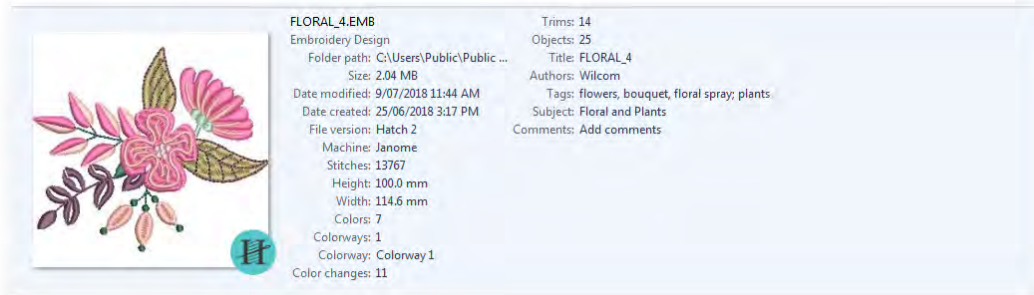 FLORAL_4.EMB
Embroidery Design
Folder path: C:\Users\Public\Public ...
Size: 2.04 MB
Date modified: 9/07/2018 11:44 AM
Date created: 25/06/2018 3:17 PM
File version: Hatch 2
Machine: Janome
Stitches: 13767
Height: 100.0 mm
Width: 114.6 mm
Colors: 7
Colorways: 1
Colorway: Colorway 1
Color changes: 11
Trims: 14
Objects: 25
Title: FLORAL_4
Authors: Wilcom
Tags: flowers, bouquet, floral spray; plants
Subject: Floral and Plants
Comments: Add comments
H